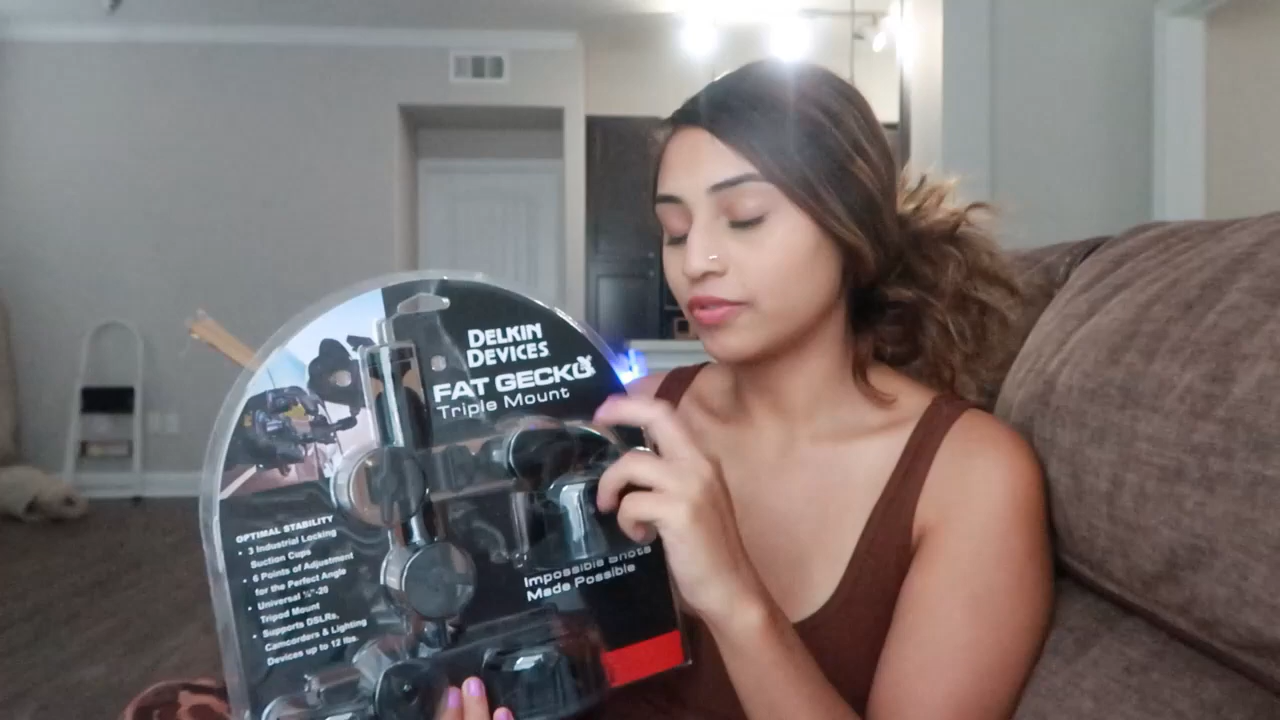 DELKIN
DEVICES
FAT GECKO
Triple Mount
OPTIMAL STABILITY
• 3 Industrial Locking
Suction Cups
• 6 Points of Adjustment
for the Perfect Angle
• Universal ¼"-20
Tripod Mount
• Supports DSLRs,
Camcorders & Lighting
Devices up to 12 lbs.
Impossible Shots
Made Possible